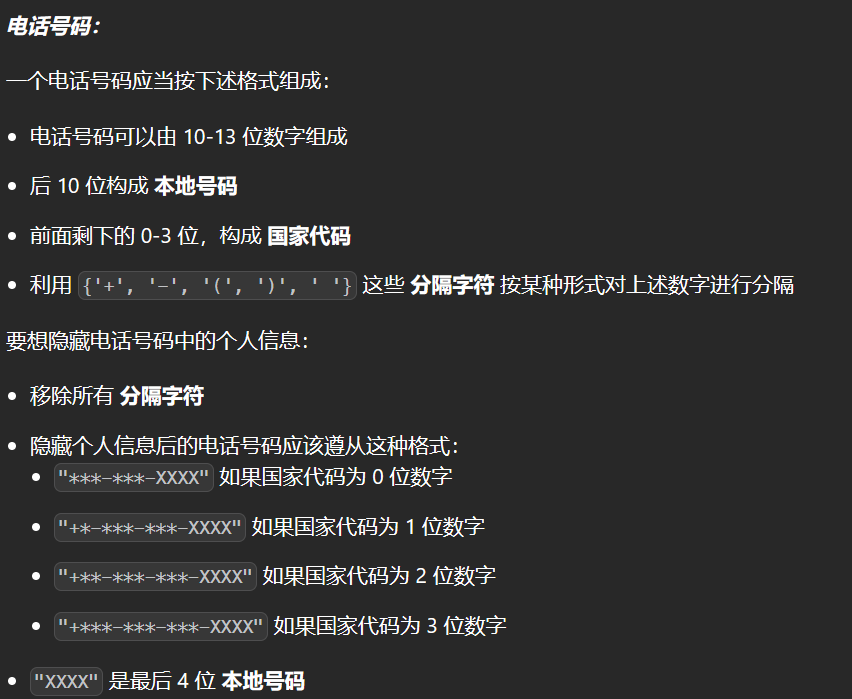 电话号码：
一个电话号码应当按下述格式组成：
• 电话号码可以由 10-13 位数字组成
• 后 10 位构成 本地号码
• 前面剩下的 0-3 位，构成 国家代码
• 利用 {'+', '-', '(', ')', ' '} 这些 分隔字符 按某种形式对上述数字进行分隔
要想隐藏电话号码中的个人信息：
• 移除所有 分隔字符
• 隐藏个人信息后的电话号码应该遵从这种格式：
• "***-***-XXXX" 如果国家代码为 0 位数字
• "+*-***-***-XXXX" 如果国家代码为 1 位数字
• "+**-***-***-XXXX" 如果国家代码为 2 位数字
• "+***-***-***-XXXX" 如果国家代码为 3 位数字
• "XXXX" 是最后 4 位 本地号码